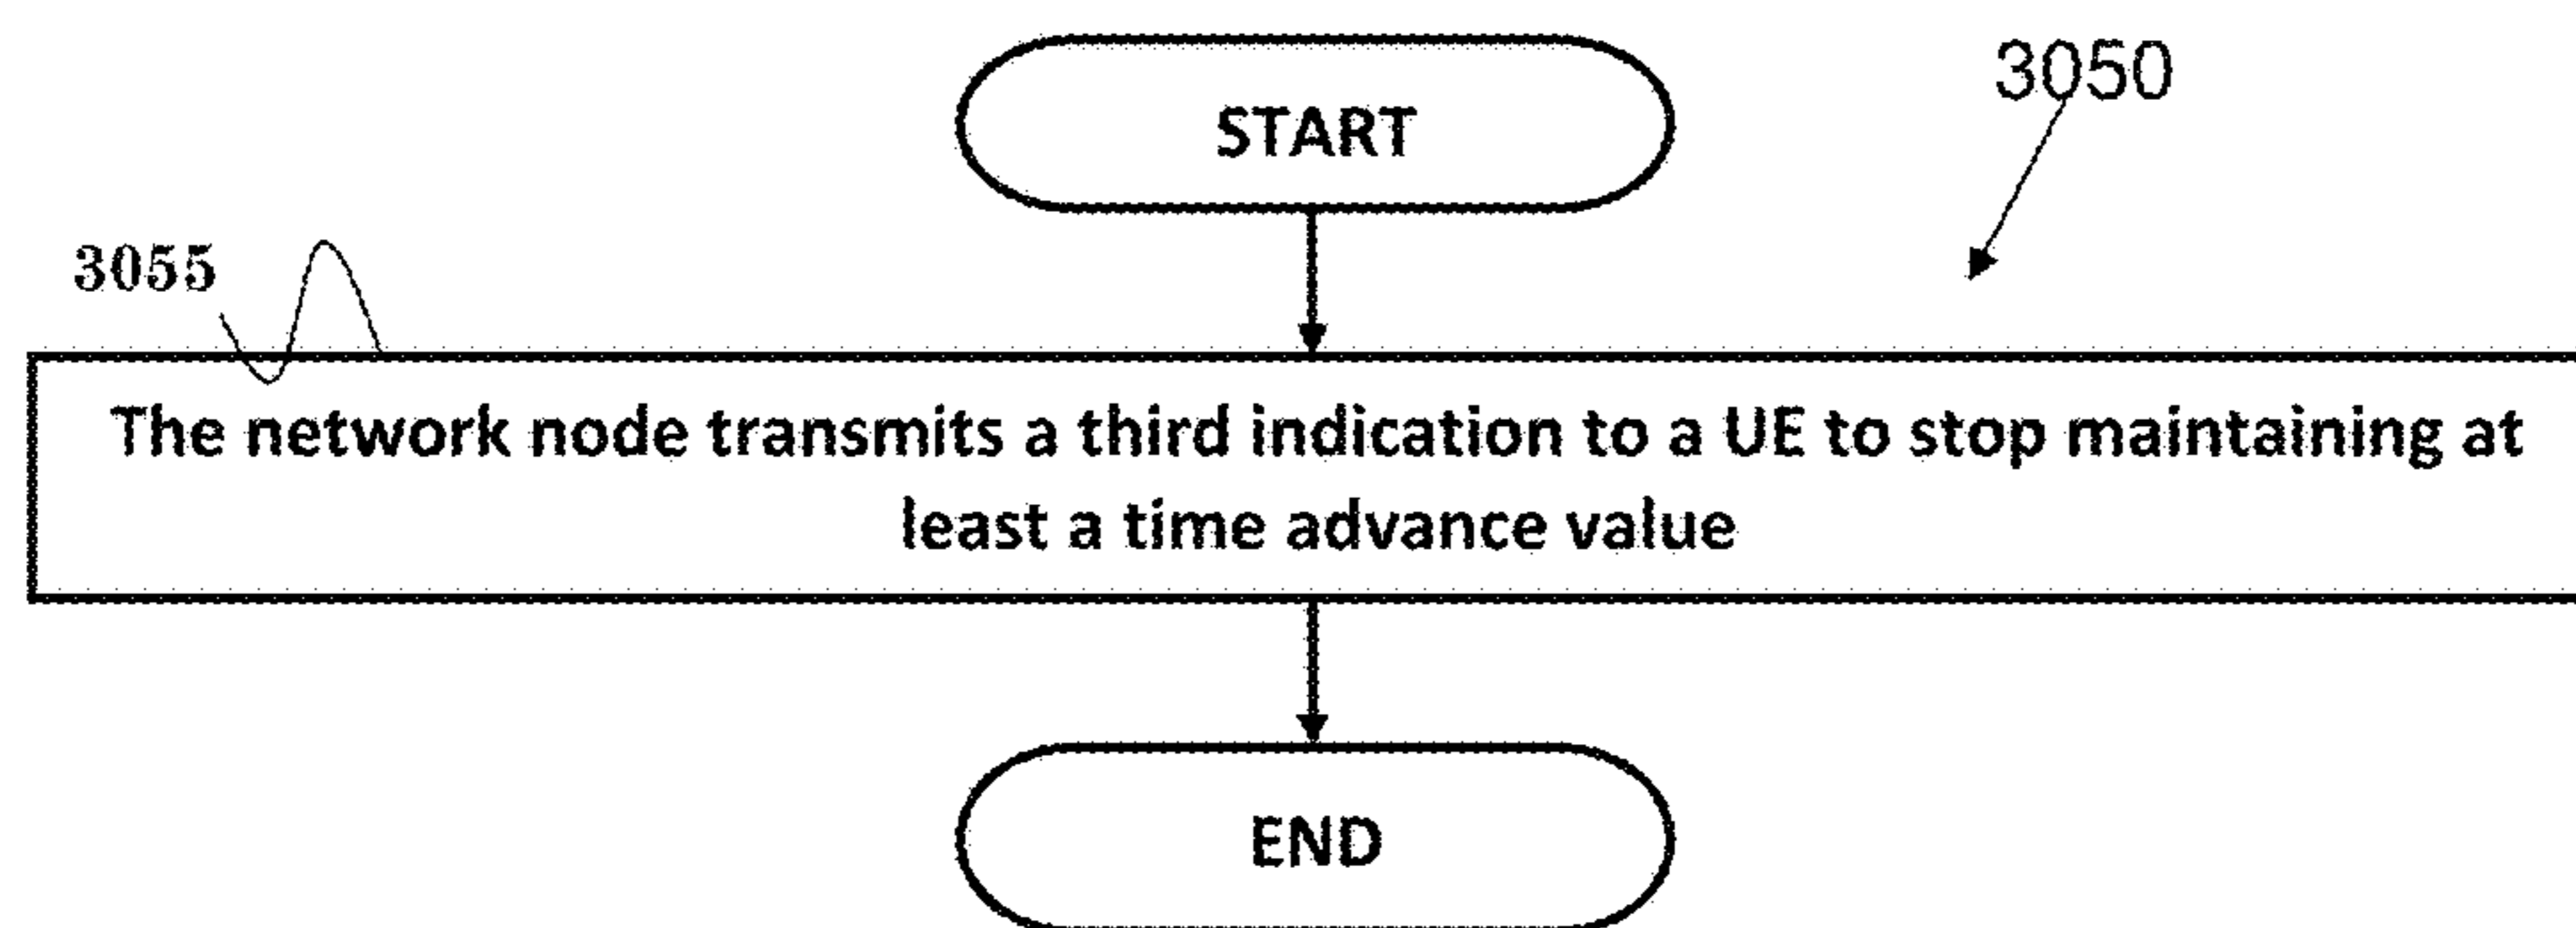 START
3050
3055
The network node transmits a third indication to a UE to stop maintaining at
least a time advance value
END